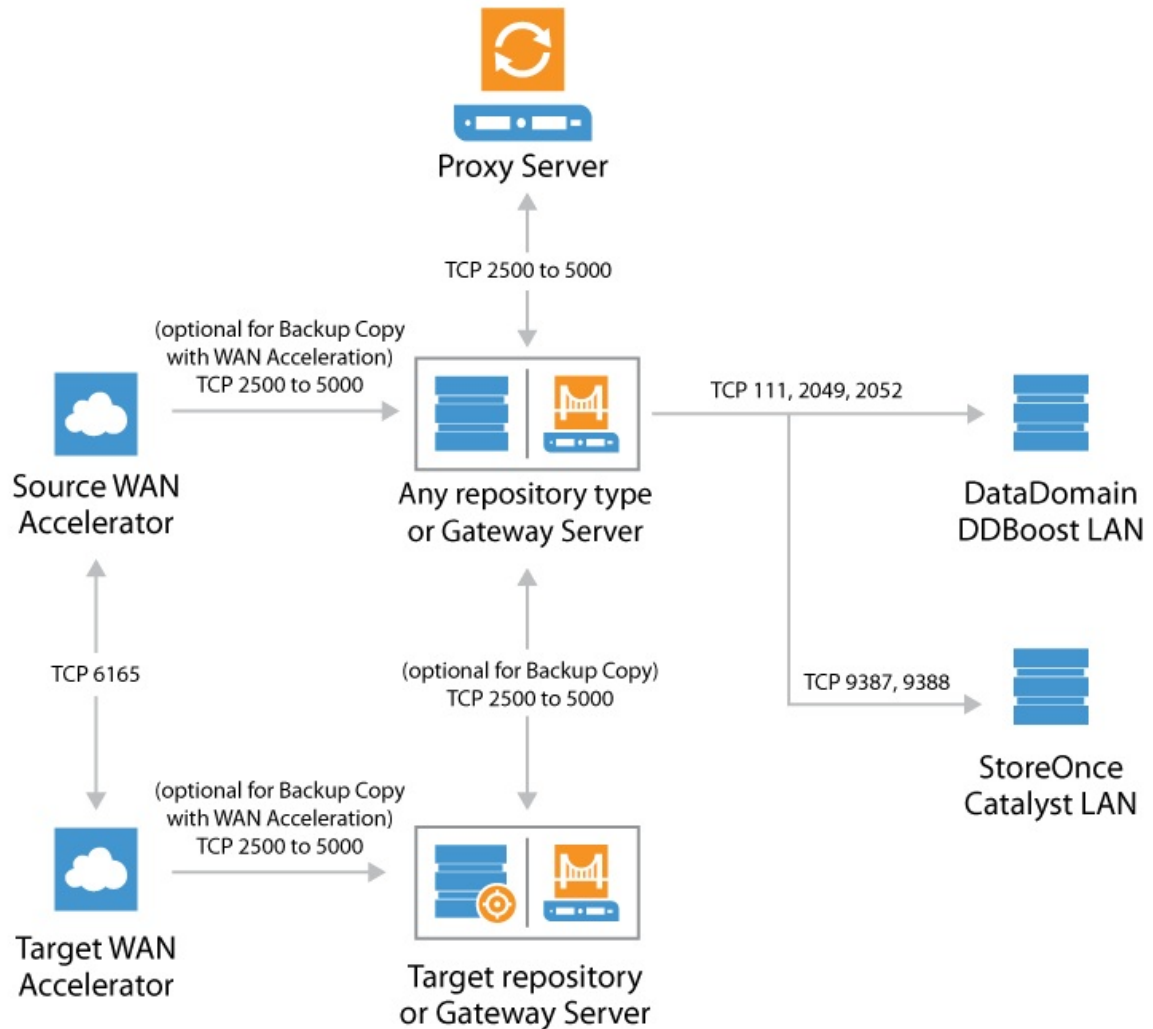 Proxy Server
TCP 2500 to 5000
(optional for Backup Copy
with WAN Acceleration)
TCP 2500 to 5000
TCP 111, 2049, 2052
Source WAN
Accelerator
Any repository type
or Gateway Server
DataDomain
DDBoost LAN
TCP 6165
(optional for Backup Copy)
TCP 2500 to 5000
TCP 9387, 9388
StoreOnce
Catalyst LAN
(optional for Backup Copy
with WAN Acceleration)
TCP 2500 to 5000
Target WAN
Accelerator
Target repository
or Gateway Server